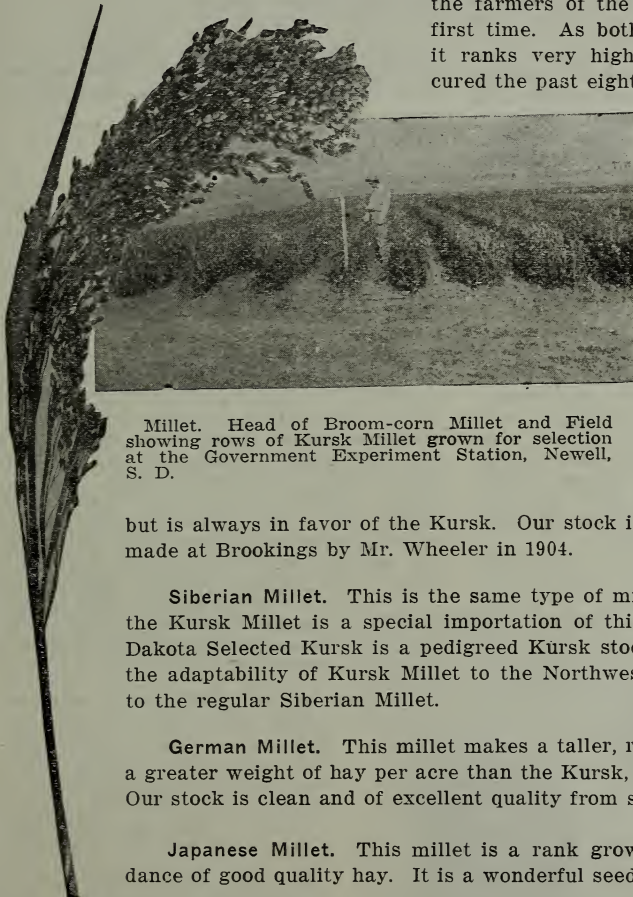 the farmers of the
first time. As both
it ranks very high
cured the past eight
Millet. Head of Broom-corn Millet and Field
showing rows of Kursk Millet grown for selection
at the Government Experiment Station, Newell,
S. D.
but is always in favor of the Kursk. Our stock i
made at Brookings by Mr. Wheeler in 1904.
Siberian Millet. This is the same type of mi
the Kursk Millet is a special importation of thi
Dakota Selected Kursk is a pedigreed Kursk stoc
the adaptability of Kursk Millet to the Northwes
to the regular Siberian Millet.
German Millet. This millet makes a taller, r
a greater weight of hay per acre than the Kursk,
Our stock is clean and of excellent quality from s
Japanese Millet. This millet is a rank grow
dance of good quality hay. It is a wonderful seed